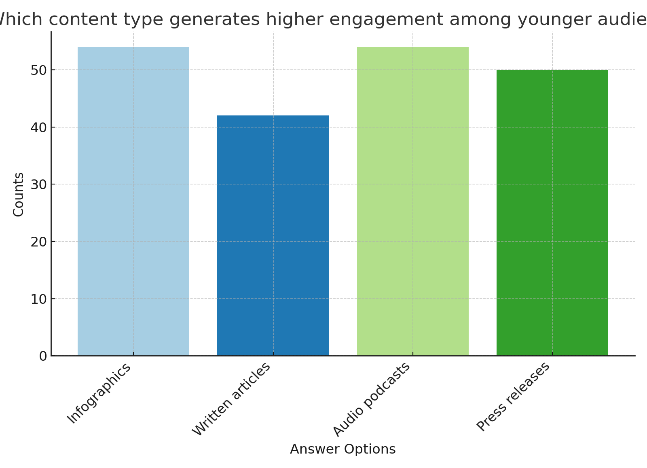 Which content type generates higher engagement among younger audie
Counts
50
40
30
20
10
0
Infographics
Written articles
Audio podcasts
Press releases
Answer Options